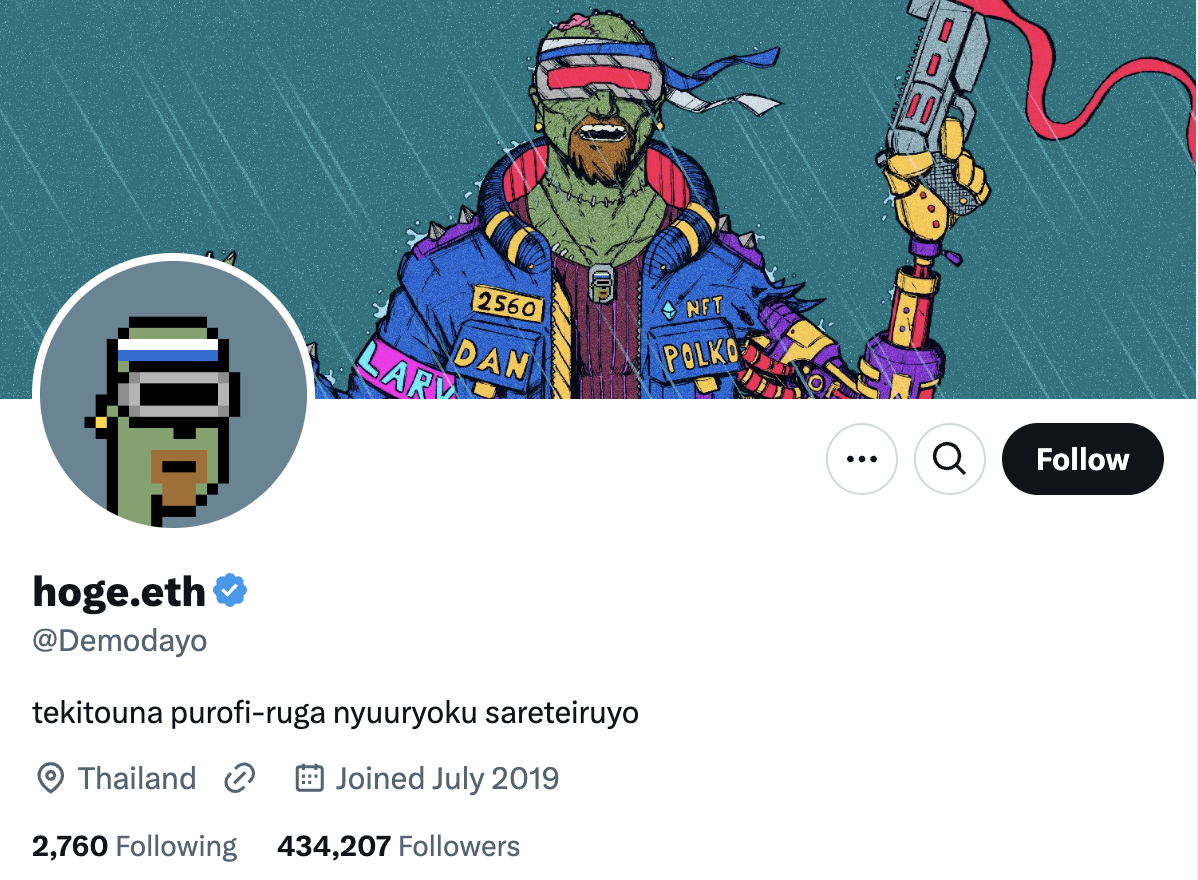 2560
NFT
DAN
POLKO
LARV
Follow
hoge.eth
@Demodayo
tekitouna purofi-ruga nyuuryoku sareteiruyo
Thailand Joined July 2019
2,760 Following 434,207 Followers